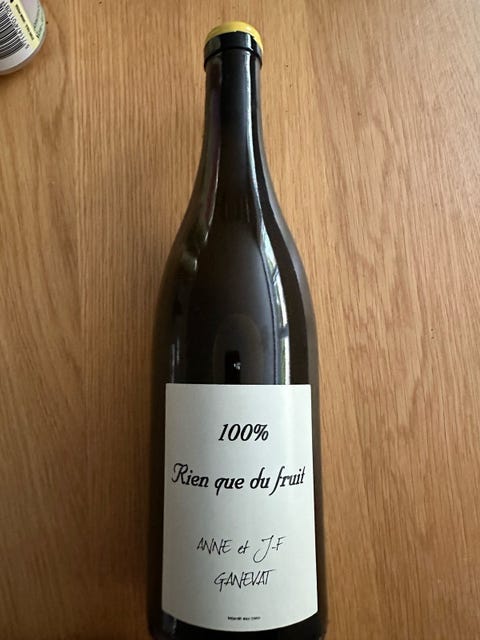 100%
Rien que du fruit
ANNE et J-F
GANEVAT